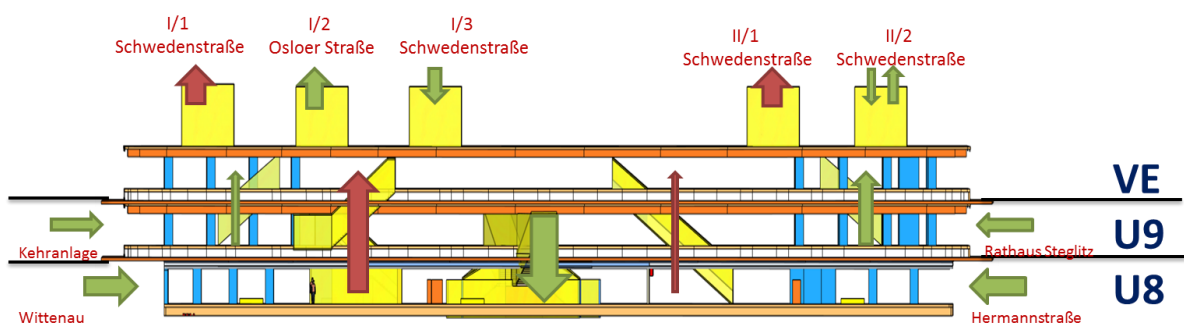 I/1
Schwedenstraße
I/2
Osloer Straße
I/3
Schwedenstraße
II/1
Schwedenstraße
II/2
Schwedenstraße
VE
Kehranlage
Rathaus Steglitz
U9
Wittenau
Hermannstraße
U8